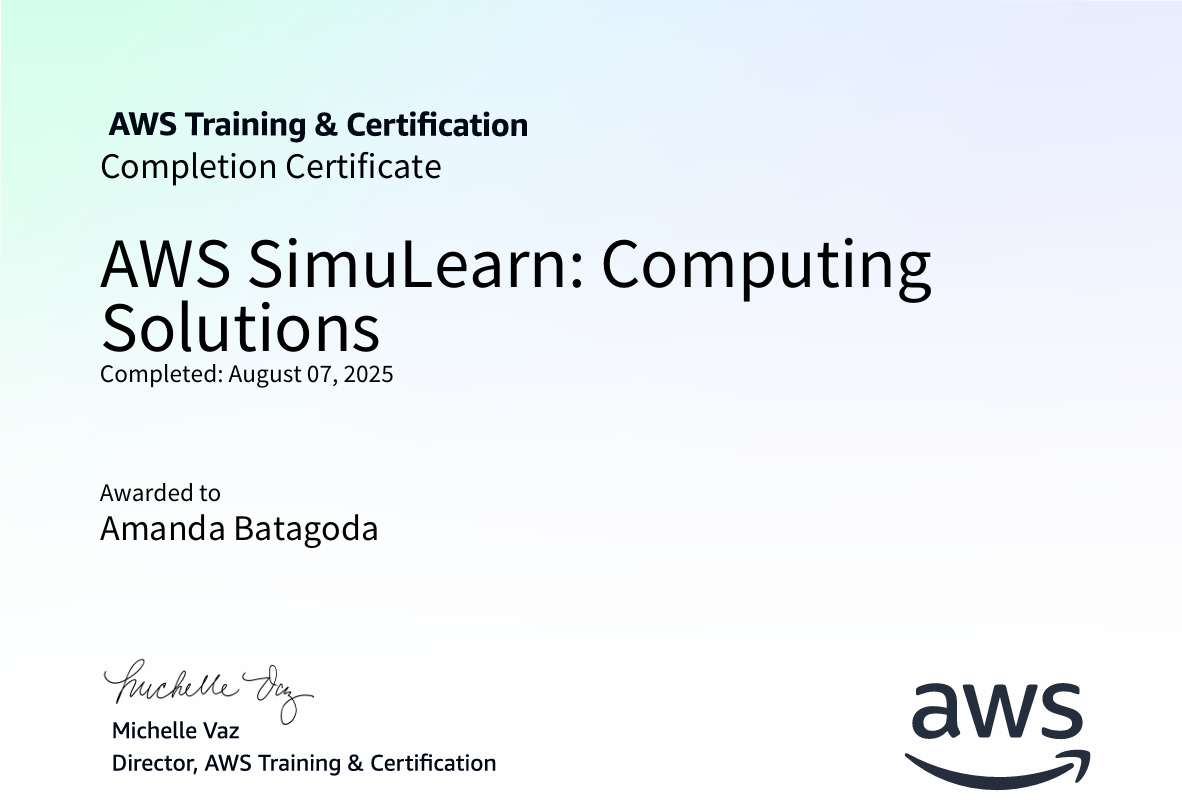 AWS Training & Certification
Completion Certificate
AWS SimuLearn: Computing
Solutions
Completed: August 07, 2025
Awarded to
Amanda Batagoda
Michelle Vaz
Michelle Vaz
Director, AWS Training & Certification
aws